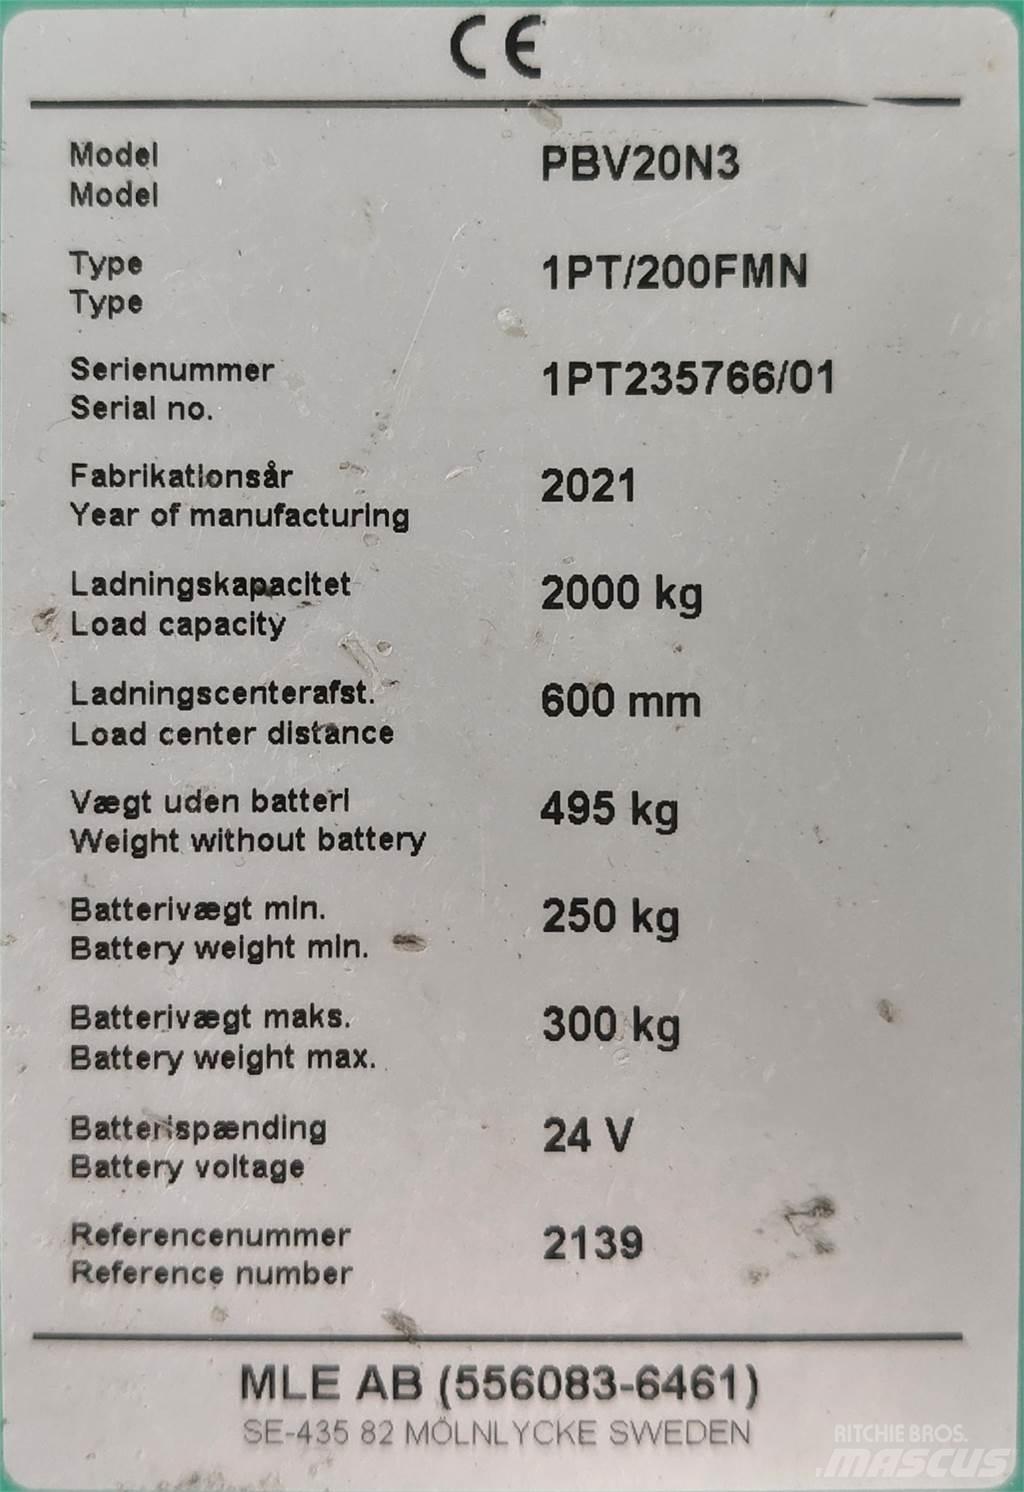 CE
Model PBV20N3
Model
Type 1PT/200FMN
Type
Serienummer 1PT235766/01
Serial no.
Fabrikationsår 2021
Year of manufacturing
Ladningskapacitet 2000 kg
Load capacity
Ladningscenterafst. 600 mm
Load center distance
Vægt uden batteri 495 kg
Weight without battery
Batterivægt min. 250 kg
Battery weight min.
Batterivægt maks. 300 kg
Battery weight max.
Batterispænding 24 V
Battery voltage
Referencenummer 2139
Reference number
MLE AB (556083-6461)
SE-435 82 MÖLNLYCKE SWEDEN
RITCHIE BROS.
MASCUS